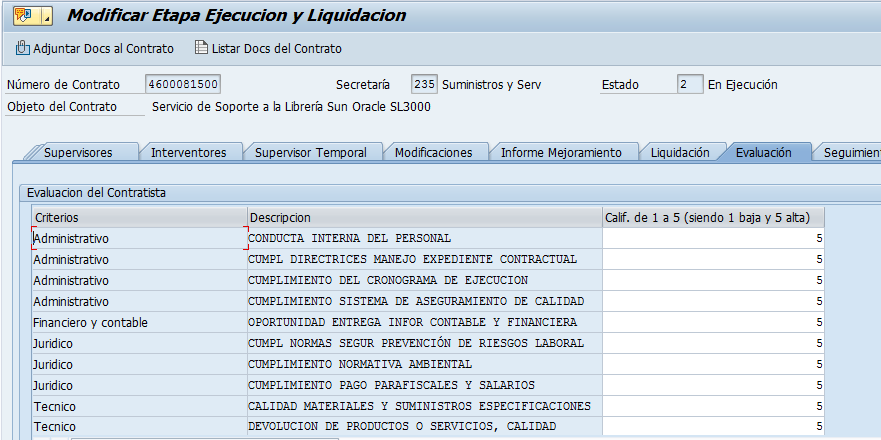 Modificar Etapa Ejecucion y Liquidacion
Adjuntar Docs al Contrato Listar Docs del Contrato
Número de Contrato 4600081500 Secretaría 235 Suministros y Serv Estado 2 En Ejecución
Objeto del Contrato Servicio de Soporte a la Librería Sun Oracle SL3000
Supervisores Interventores Supervisor Temporal Modificaciones Informe Mejoramiento Liquidación Evaluación Seguimien
Evaluacion del Contratista
Criterios Descripcion Calif. de 1 a 5 (siendo 1 baja y 5 alta)
Administrativo CONDUCTA INTERNA DEL PERSONAL 5
Administrativo CUMPL DIRECTRICES MANEJO EXPEDIENTE CONTRACTUAL 5
Administrativo CUMPLIMIENTO DEL CRONOGRAMA DE EJECUCION 5
Administrativo CUMPLIMIENTO SISTEMA DE ASEGURAMIENTO DE CALIDAD 5
Financiero y contable OPORTUNIDAD ENTREGA INFOR CONTABLE Y FINANCIERA 5
Juridico CUMPL NORMAS SEGUR PREVENCIÓN DE RIESGOS LABORAL 5
Juridico CUMPLIMIENTO NORMATIVA AMBIENTAL 5
Juridico CUMPLIMIENTO PAGO PARAFISCALES Y SALARIOS 5
Tecnico CALIDAD MATERIALES Y SUMINISTROS ESPECIFICACIONES 5
Tecnico DEVOLUCION DE PRODUCTOS O SERVICIOS, CALIDAD 5